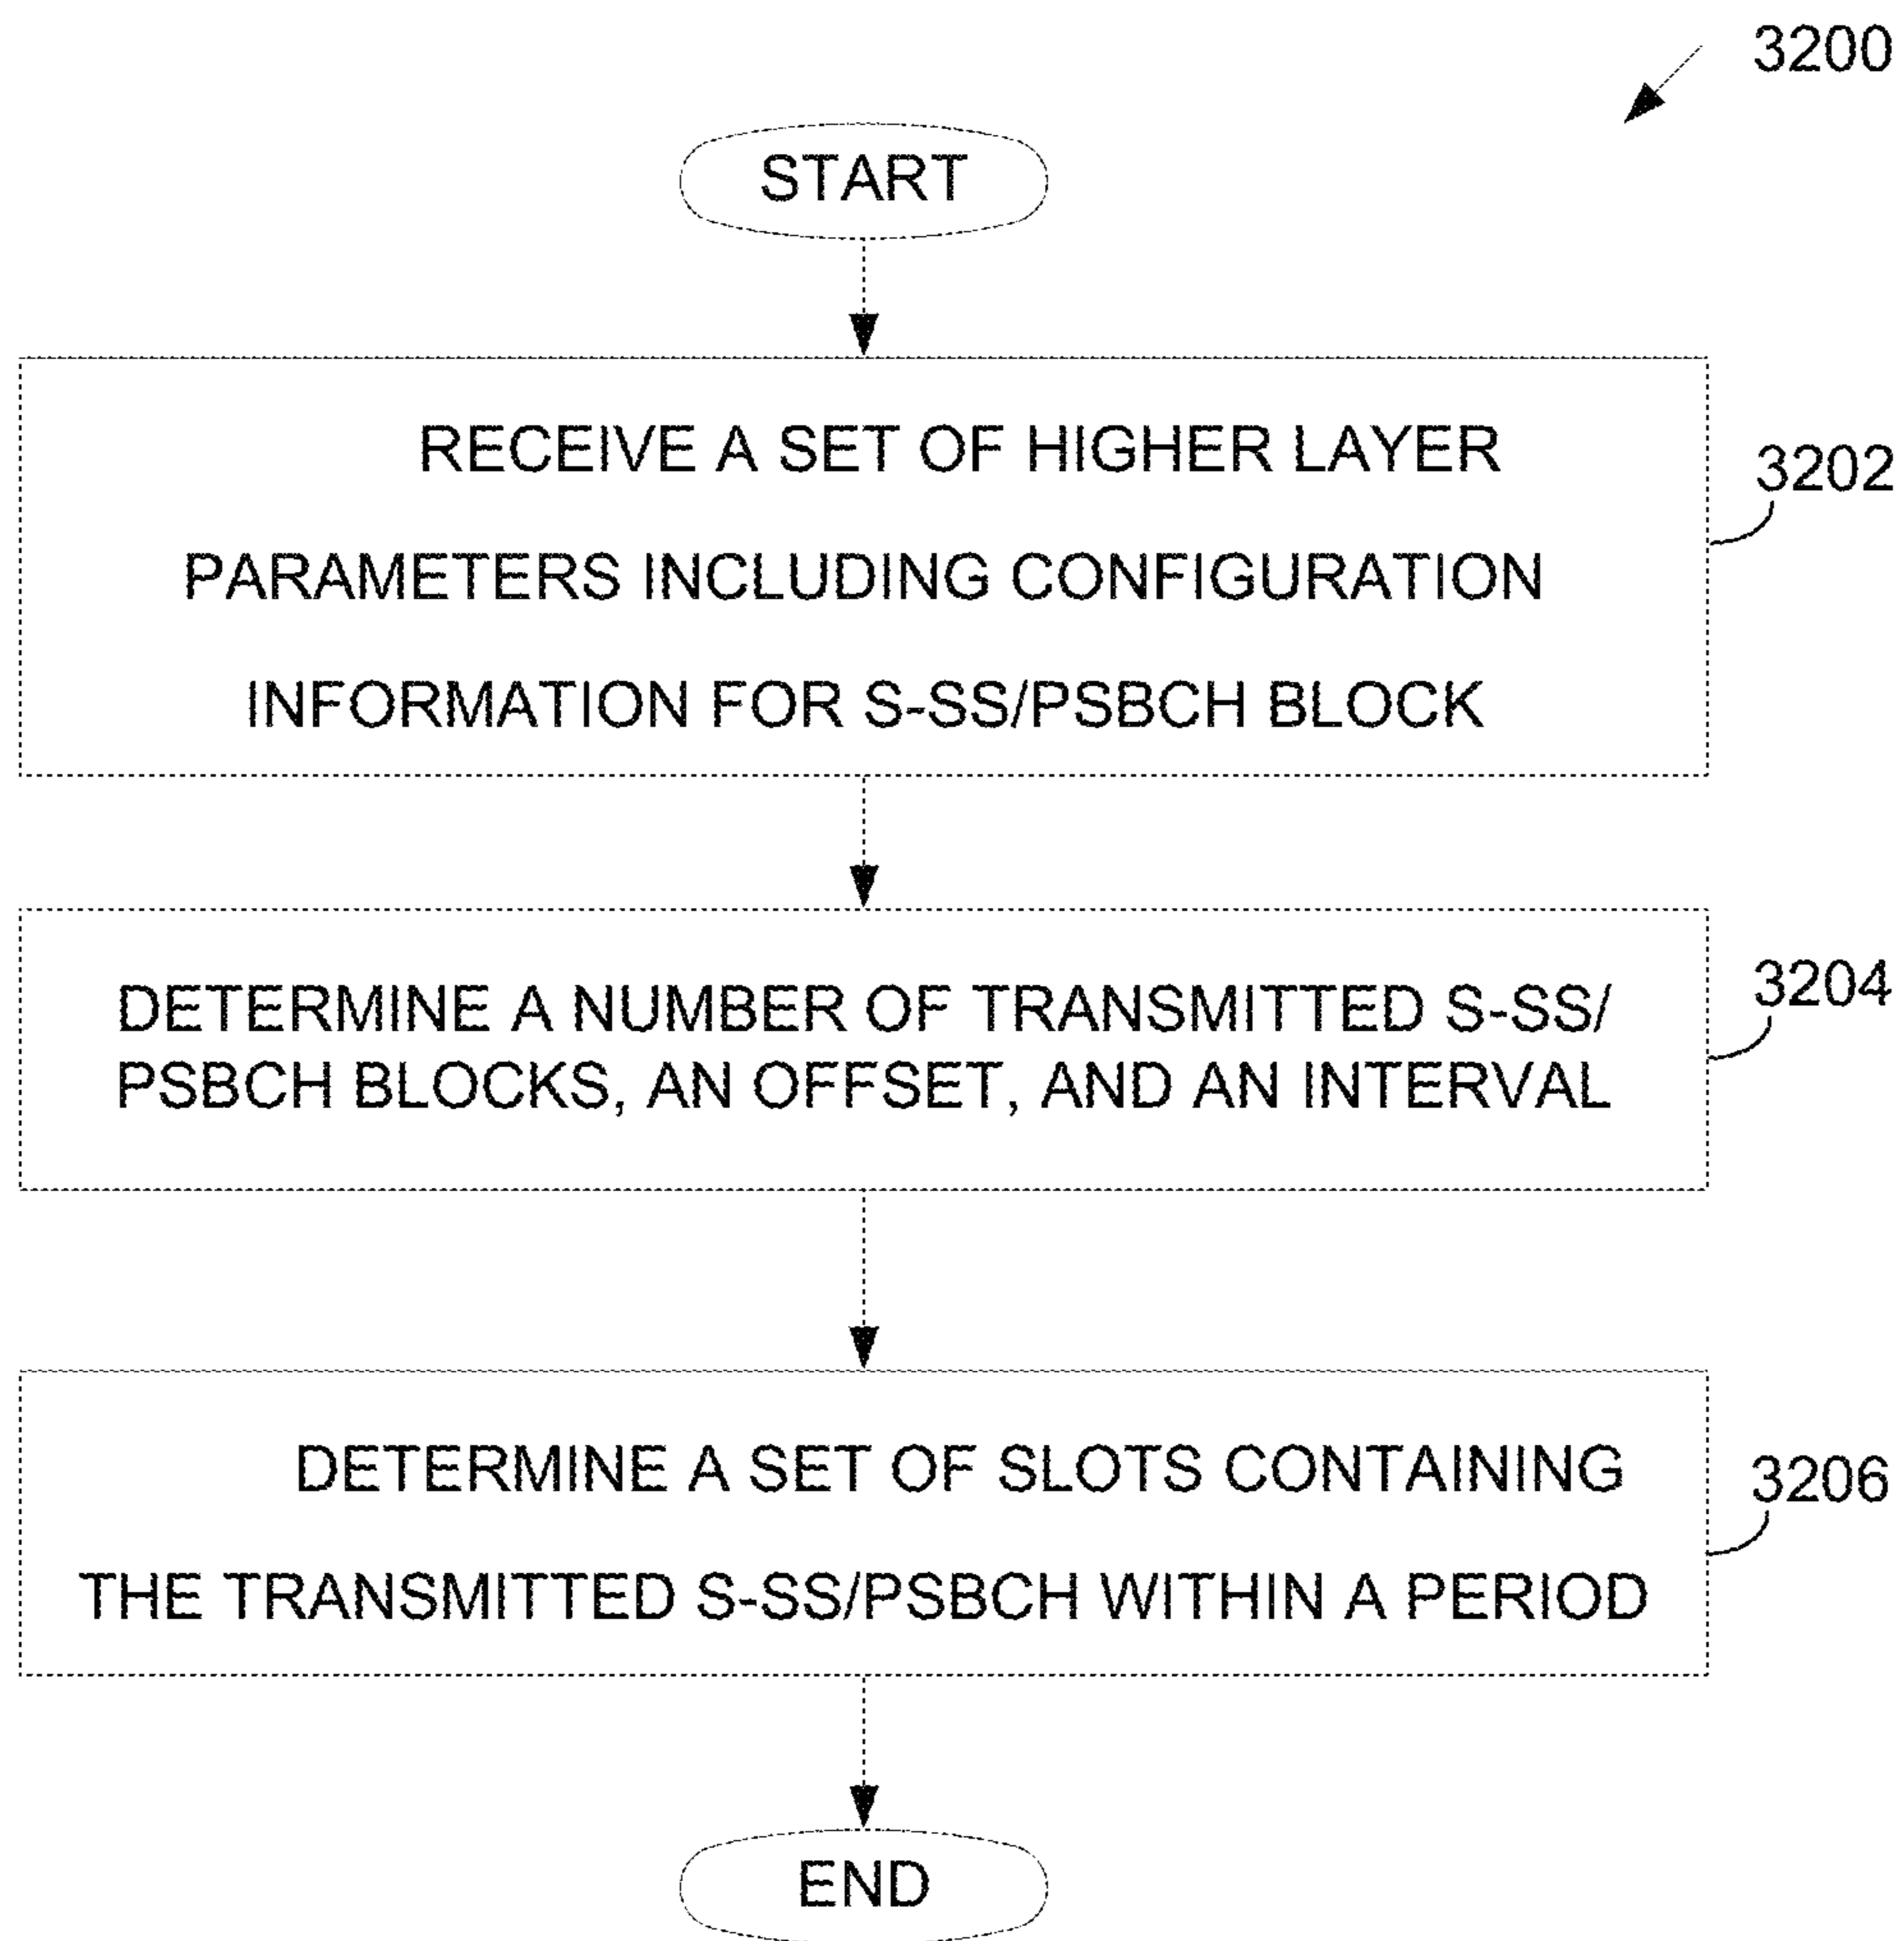 3200
START
RECEIVE A SET OF HIGHER LAYER
PARAMETERS INCLUDING CONFIGURATION
INFORMATION FOR S-SS/PSBCH BLOCK
3202
DETERMINE A NUMBER OF TRANSMITTED S-SS/
PSBCH BLOCKS, AN OFFSET, AND AN INTERVAL
3204
DETERMINE A SET OF SLOTS CONTAINING
THE TRANSMITTED S-SS/PSBCH WITHIN A PERIOD
3206
END